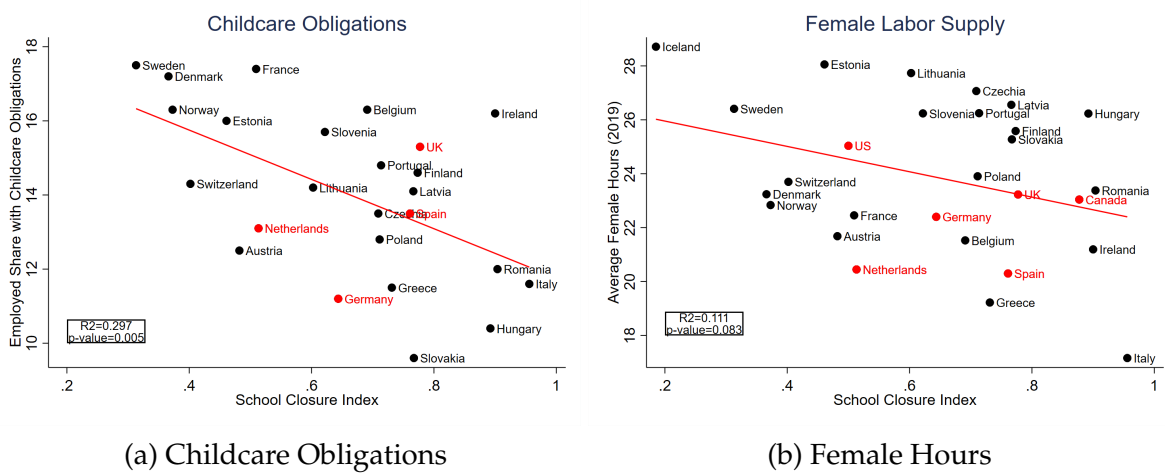 Childcare Obligations
Employed Share with Childcare Obligations
18
16
14
12
10
Sweden
France
Denmark
Norway
Belgium
Ireland
Estonia
Slovenia
UK
Portugal
Finland
Switzerland
Lithuania
Latvia
Czechia
Spain
Netherlands
Poland
Austria
Romania
Italy
Greece
Germany
Hungary
Slovakia
R2=0.297
p-value=0.005
.2 .4 .6 .8 1
School Closure Index
(a) Childcare Obligations
Female Labor Supply
Average Female Hours (2019)
28
26
24
22
20
18
Iceland
Estonia
Lithuania
Czechia
Latvia
Sweden
Slovenia
Portugal
Hungary
Finland
Slovakia
US
Poland
Switzerland
Romania
Denmark
UK
Canada
Norway
France
Germany
Austria
Belgium
Ireland
Netherlands
Spain
Greece
Italy
R2=0.111
p-value=0.083
.2 .4 .6 .8 1
School Closure Index
(b) Female Hours